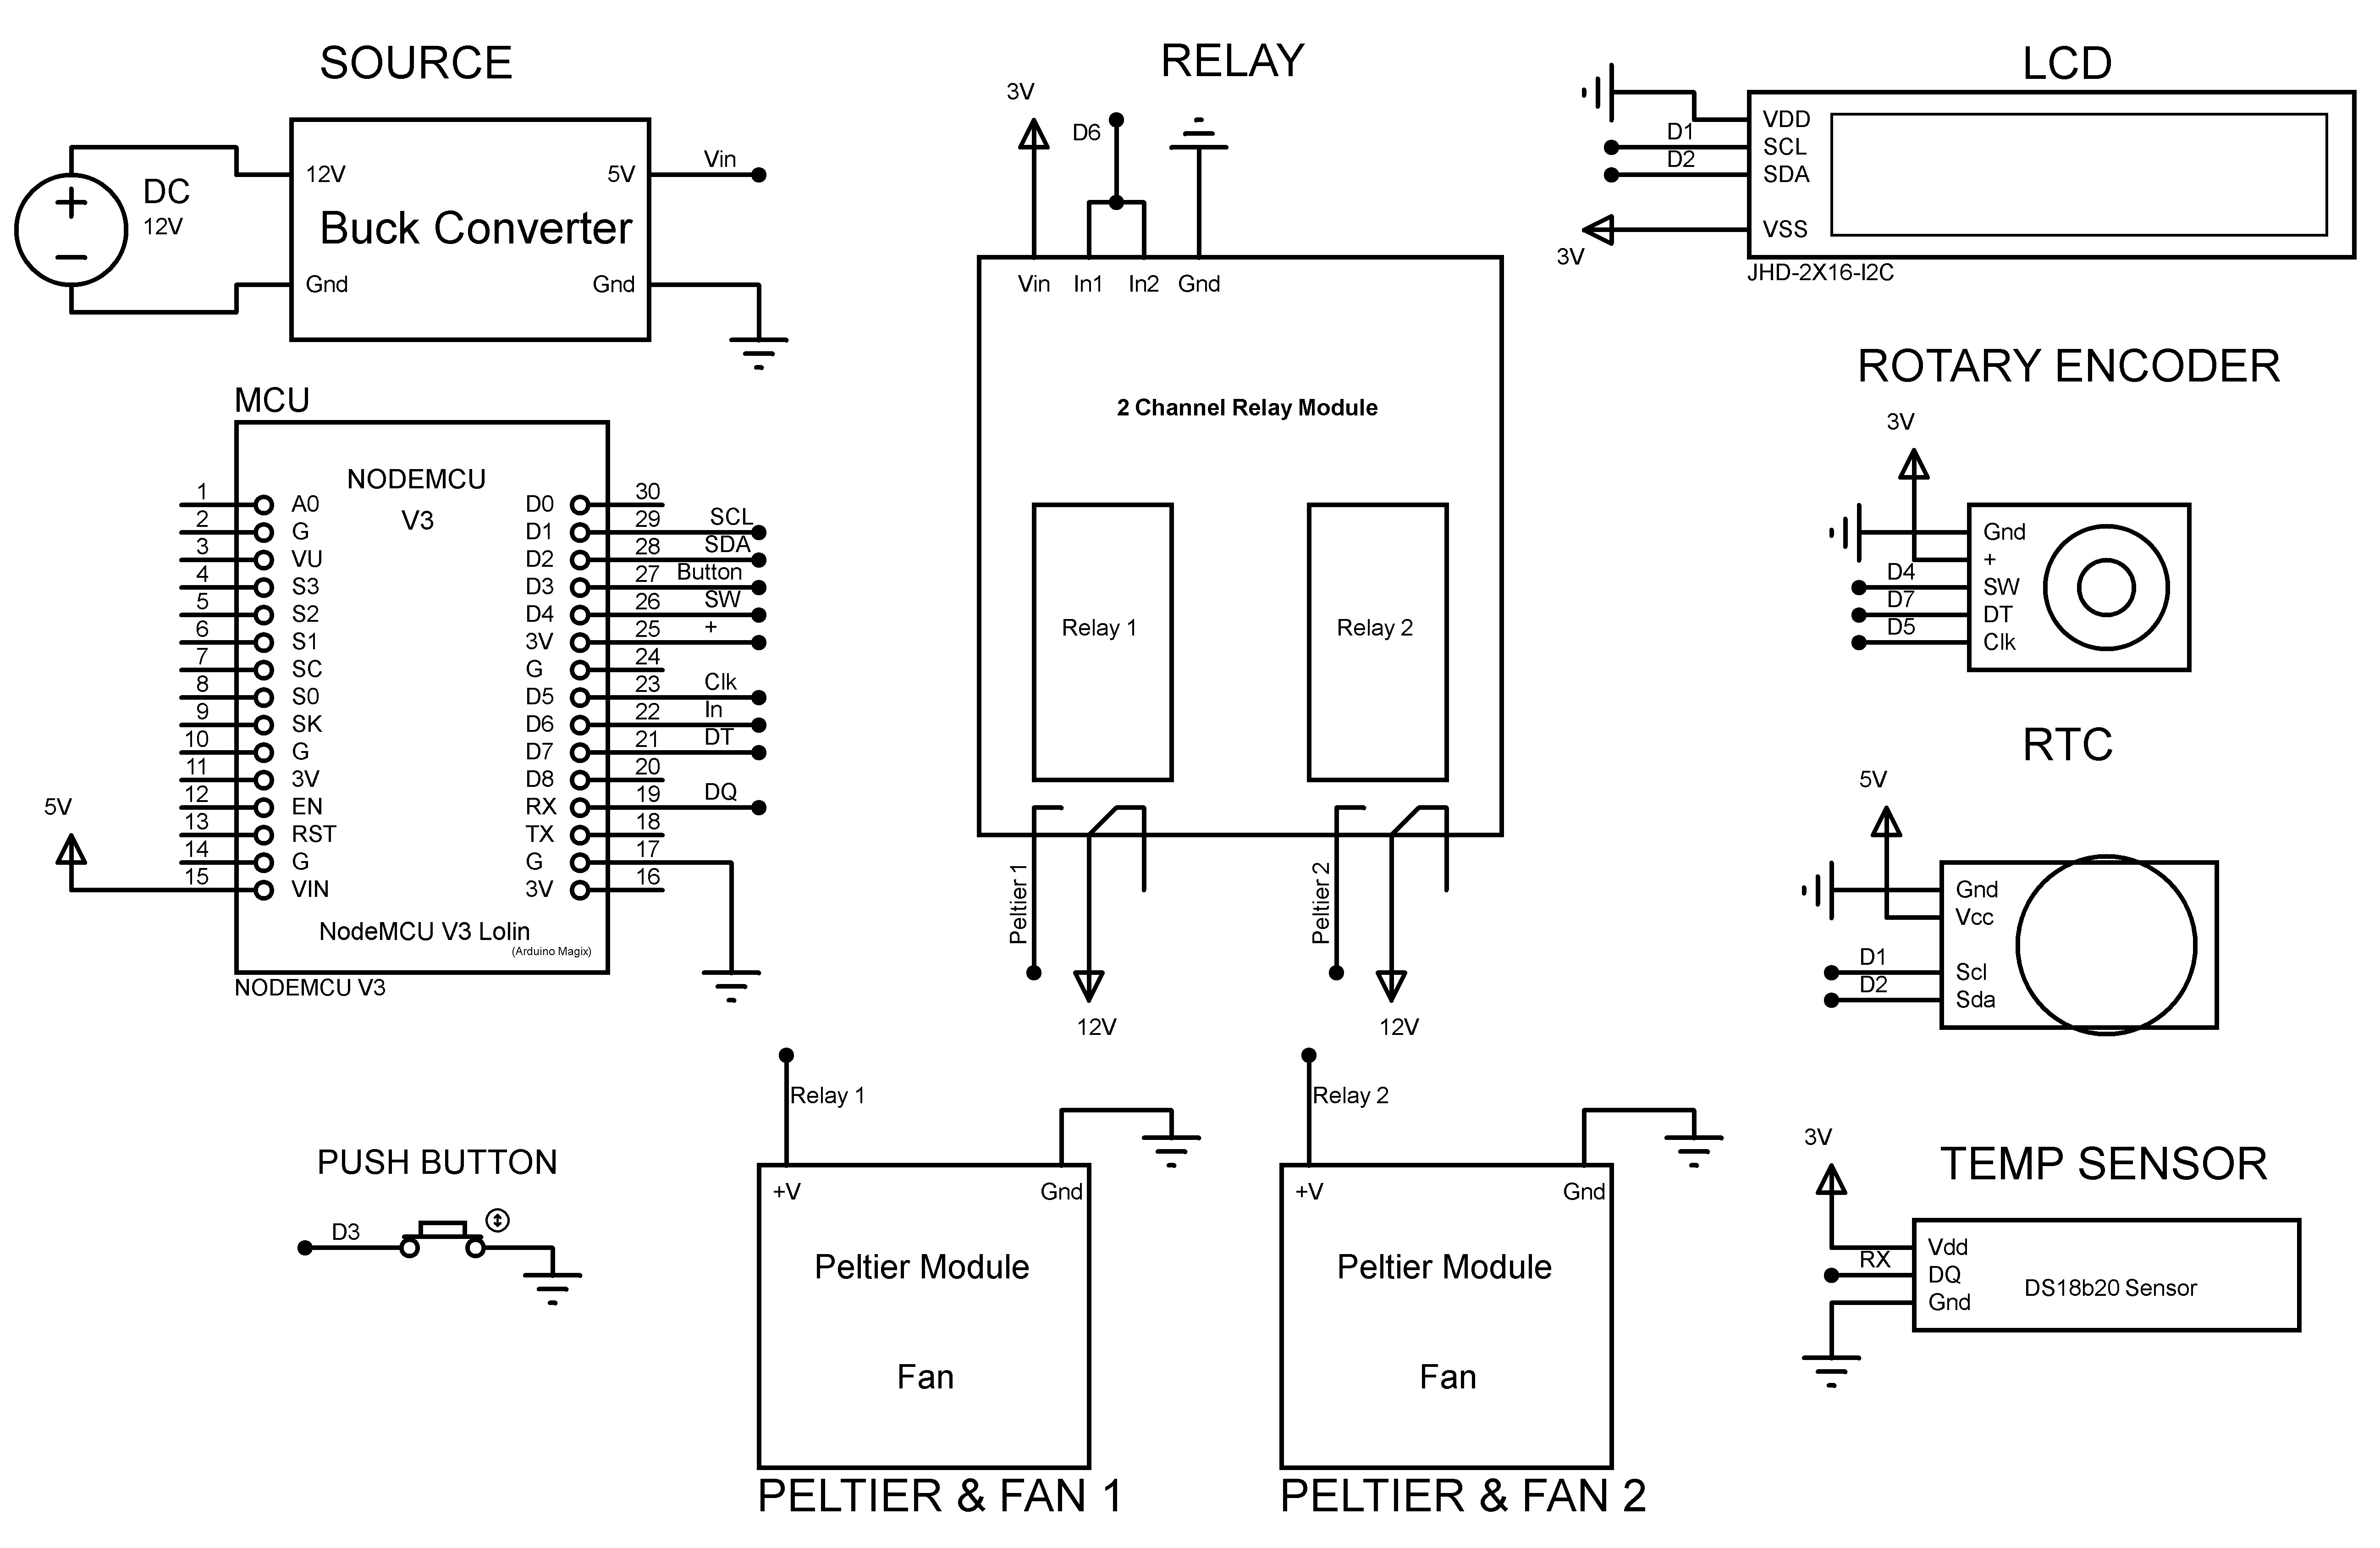 SOURCE
DC
12V
12V
5V
Vin
Buck Converter
Gnd
Gnd
MCU
NODEMCU
V3
1 A0
2 G
3 VU
4 S3
5 S2
6 S1
7 SC
8 S0
9 SK
10 G
11 3V
12 EN
13 RST
14 G
15 VIN
5V
D0 30
D1 29 SCL
D2 28 SDA
D3 27 Button
D4 26 SW
3V 25 +
G 24
D5 23 Clk
D6 22 In
D7 21 DT
D8 20
RX 19 DQ
TX 18
G 17
3V 16
NodeMCU V3 Lolin
(Arduino Magix)
NODEMCU V3
RELAY
3V
D6
Vin In1 In2 Gnd
2 Channel Relay Module
Relay 1
Relay 2
Peltier 1
12V
Peltier 2
12V
LCD
VDD
D1 SCL
D2 SDA
3V VSS
JHD-2X16-I2C
ROTARY ENCODER
3V
Gnd
+
D4 SW
D7 DT
D5 Clk
RTC
5V
Gnd
Vcc
D1 Scl
D2 Sda
PUSH BUTTON
D3
Relay 1
+V Gnd
Peltier Module
Fan
PELTIER & FAN 1
Relay 2
+V Gnd
Peltier Module
Fan
PELTIER & FAN 2
3V
TEMP SENSOR
Vdd
RX DQ
Gnd
DS18b20 Sensor